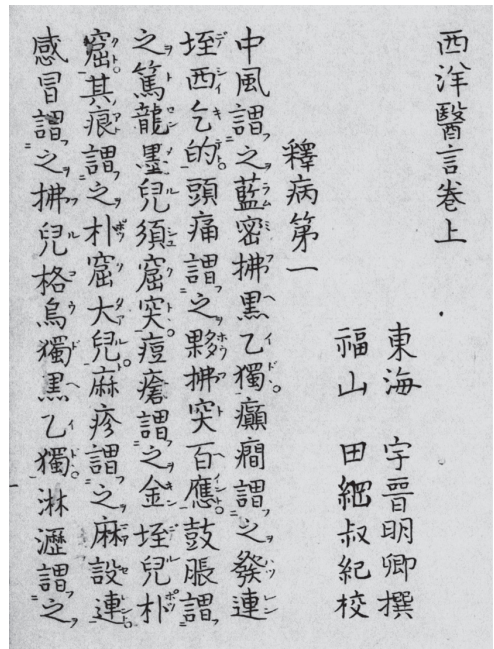 西洋醫言卷上
東海 宇晋明卿撰
福山 田 叔紀校
釋病第一
中風謂之藍密拂黒乙獨。癲癇謂之發連
垤西乞的。頭痛謂之夥拂突百應。鼓脹謂
之篤龍墨兒須窟突。痘瘡謂之金垤兒朴
窟。其痕謂之朴窟大兒。麻疹謂之麻設連
感冒謂之拂兒格烏獨黒乙獨。淋瀝謂之